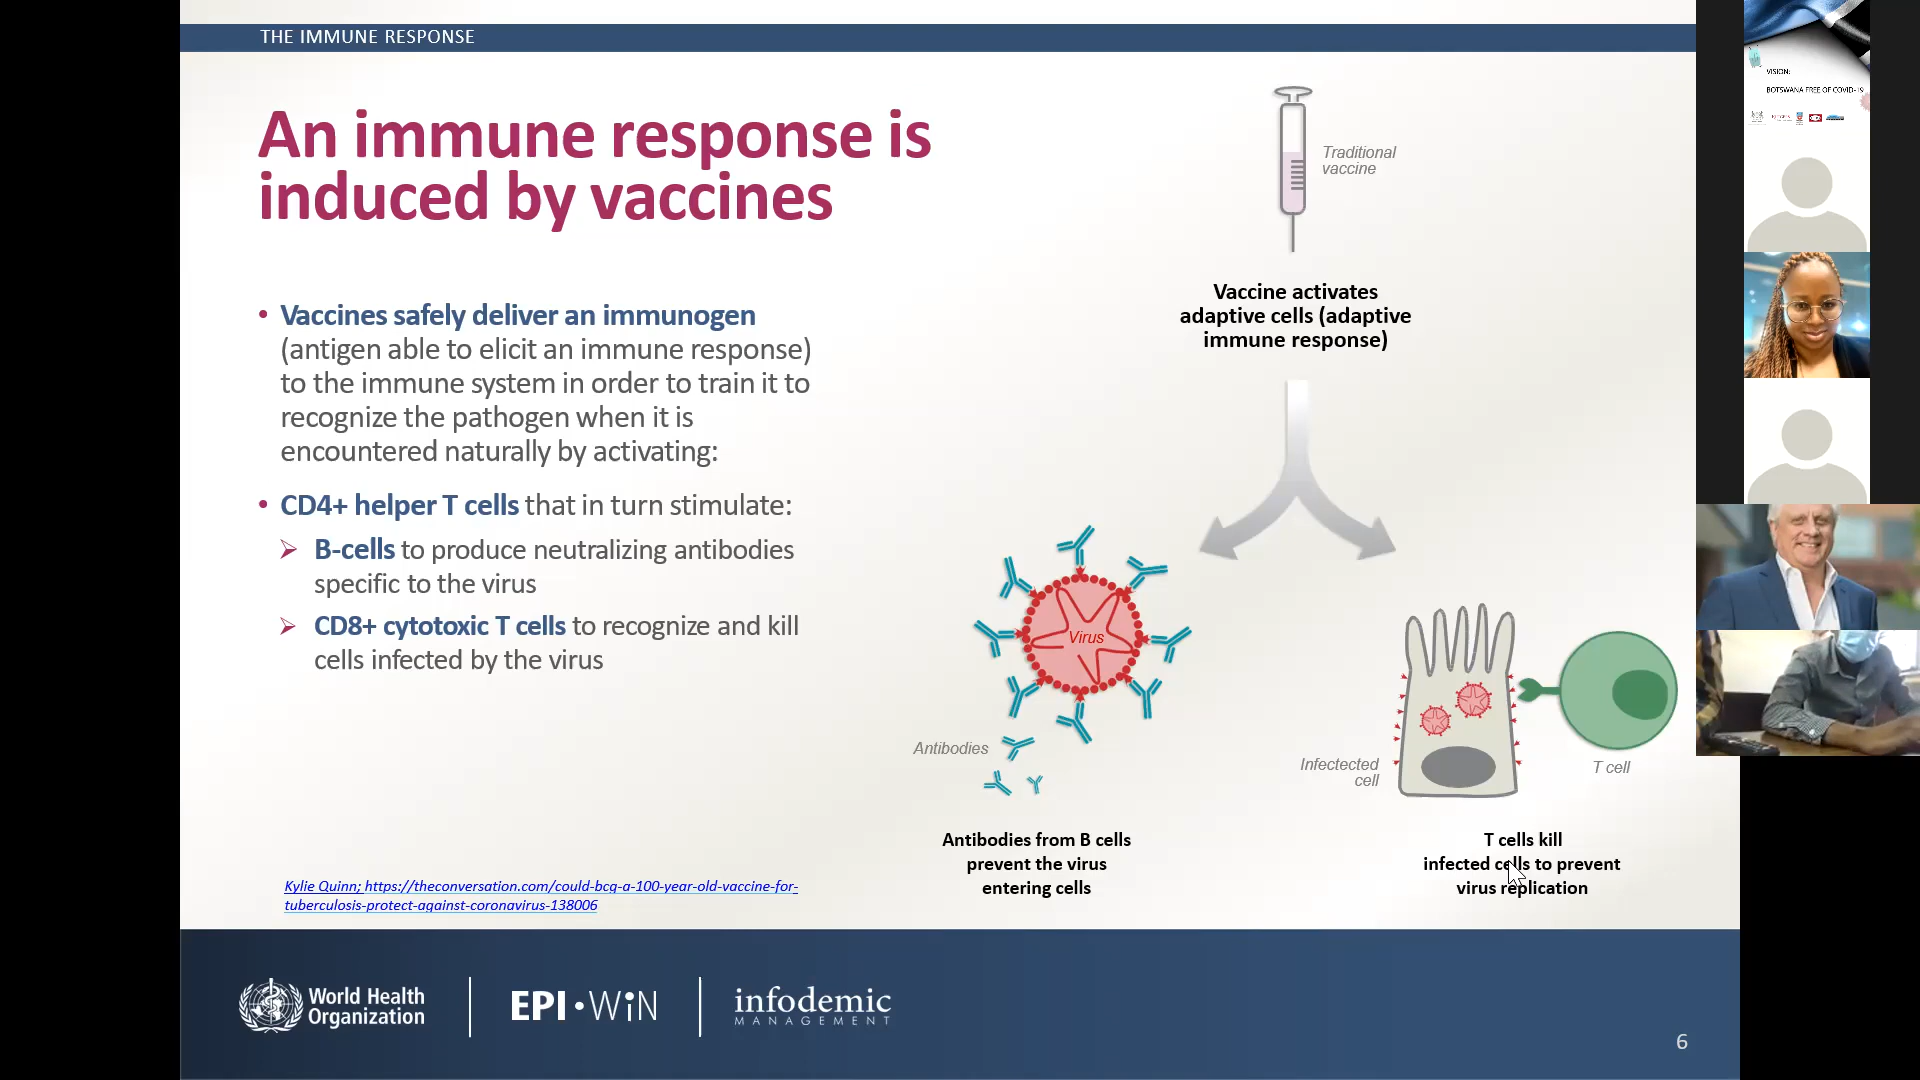 THE IMMUNE RESPONSE
An immune response is
induced by vaccines
• Vaccines safely deliver an immunogen
(antigen able to elicit an immune response)
to the immune system in order to train it to
recognize the pathogen when it is
encountered naturally by activating:
• CD4+ helper T cells that in turn stimulate:
➢ B-cells to produce neutralizing antibodies
specific to the virus
➢ CD8+ cytotoxic T cells to recognize and kill
cells infected by the virus
Kylie Quinn; https://theconversation.com/could-bcg-a-100-year-old-vaccine-for-
tuberculosis-protect-against-coronavirus-138006
Traditional
vaccine
Vaccine activates
adaptive cells (adaptive
immune response)
Virus
Antibodies
Antibodies from B cells
prevent the virus
entering cells
Infectected
cell
T cell
T cells kill
infected cells to prevent
virus replication
World Health
Organization
EPI•WiN
infodemic
MANAGEMENT
6
VISION:
BOTSWANA FREE OF COVID-19